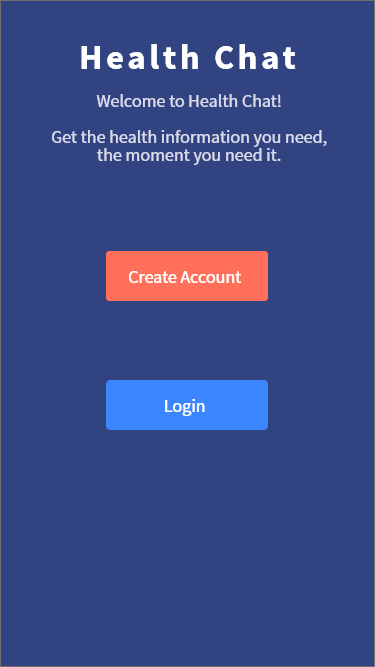 Health Chat
Welcome to Health Chat!
Get the health information you need,
the moment you need it.
Create Account
Login